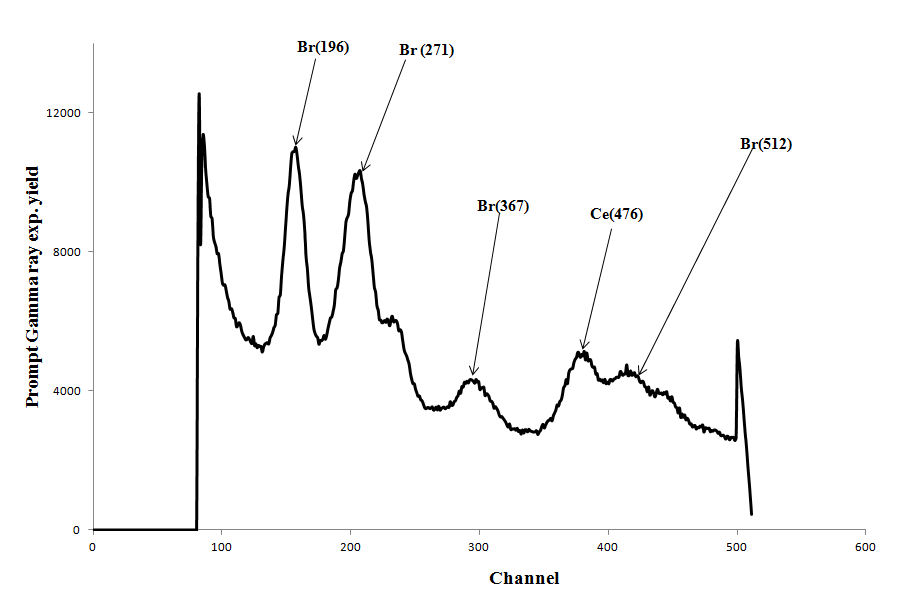 Br(196)
Br (271)
Br(512)
Br(367)
Ce(476)
Prompt Gamma ray exp. yield
12000
8000
4000
0
0
100
200
300
400
500
600
Channel